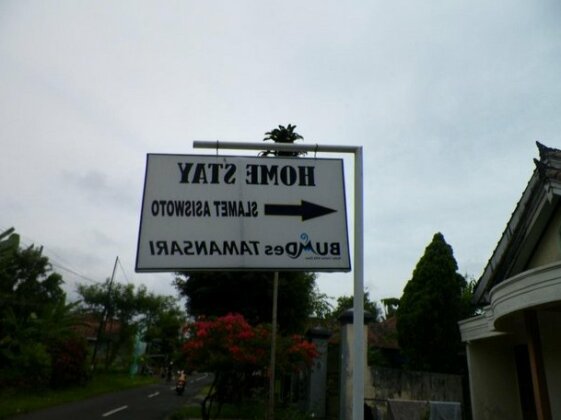 HOME STAY
SLAMET ASISWOTO
BUMDes TAMANSARI